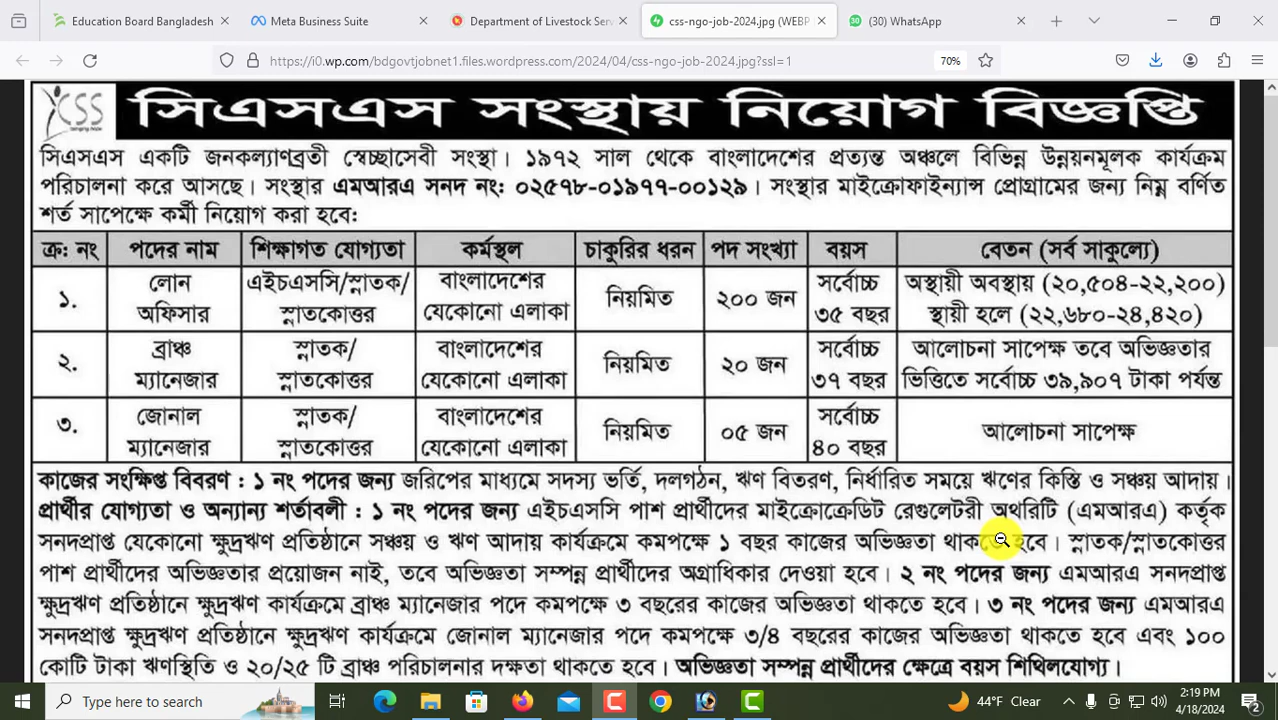 Education Board Bangladesh
Meta Business Suite
Department of Livestock Serv
css-ngo-job-2024.jpg (WEBP
(30) WhatsApp
https://i0.wp.com/bdgovtjobnet1.files.wordpress.com/2024/04/css-ngo-job-2024.jpg?ssl=1
70%
CSS
সিএসএস সংস্থায় নিয়োগ বিজ্ঞপ্তি
সিএসএস একটি জনকল্যাণব্রতী স্বেচ্ছাসেবী সংস্থা। ১৯৭২ সাল থেকে বাংলাদেশের প্রত্যন্ত অঞ্চলে বিভিন্ন উন্নয়নমূলক কার্যক্রম
পরিচালনা করে আসছে। সংস্থার এমআরএ সনদ নং: ০২৫৭৮-০১৯৭৭-০০১২৯। সংস্থার মাইক্রোফাইন্যান্স প্রোগ্রামের জন্য নিম্ন বর্ণিত
শর্ত সাপেক্ষে কর্মী নিয়োগ করা হবে:
ক্র: নং পদের নাম শিক্ষাগত যোগ্যতা কর্মস্থল চাকুরির ধরন পদ সংখ্যা বয়স বেতন (সর্ব সাকুল্যে)
১. লোন অফিসার এইচএসসি/স্নাতক/ স্নাতকোত্তর বাংলাদেশের যেকোনো এলাকা নিয়মিত ২০০ জন সর্বোচ্চ ৩৫ বছর অস্থায়ী অবস্থায় (২০,৫০৪-২২,২০০) স্থায়ী হলে (২২,৬৮০-২৪,৪২০)
২. ব্রাঞ্চ ম্যানেজার স্নাতক/ স্নাতকোত্তর বাংলাদেশের যেকোনো এলাকা নিয়মিত ২০ জন সর্বোচ্চ ৩৭ বছর আলোচনা সাপেক্ষ তবে অভিজ্ঞতার ভিত্তিতে সর্বোচ্চ ৩৯,৯০৭ টাকা পর্যন্ত
৩. জোনাল ম্যানেজার স্নাতক/ স্নাতকোত্তর বাংলাদেশের যেকোনো এলাকা নিয়মিত ০৫ জন সর্বোচ্চ ৪০ বছর আলোচনা সাপেক্ষ
কাজের সংক্ষিপ্ত বিবরণ : ১ নং পদের জন্য জরিপের মাধ্যমে সদস্য ভর্তি, দলগঠন, ঋণ বিতরণ, নির্ধারিত সময়ে ঋণের কিস্তি ও সঞ্চয় আদায়।
প্রার্থীর যোগ্যতা ও অন্যান্য শর্তাবলী : ১ নং পদের জন্য এইচএসসি পাশ প্রার্থীদের মাইক্রোক্রেডিট রেগুলেটরী অথরিটি (এমআরএ) কর্তৃক
সনদপ্রাপ্ত যেকোনো ক্ষুদ্রঋণ প্রতিষ্ঠানে সঞ্চয় ও ঋণ আদায় কার্যক্রমে কমপক্ষে ১ বছর কাজের অভিজ্ঞতা থাকতে হবে। স্নাতক/স্নাতকোত্তর
পাশ প্রার্থীদের অভিজ্ঞতার প্রয়োজন নাই, তবে অভিজ্ঞতা সম্পন্ন প্রার্থীদের অগ্রাধিকার দেওয়া হবে। ২ নং পদের জন্য এমআরএ সনদপ্রাপ্ত
ক্ষুদ্রঋণ প্রতিষ্ঠানে ক্ষুদ্রঋণ কার্যক্রমে ব্রাঞ্চ ম্যানেজার পদে কমপক্ষে ৩ বছরের কাজের অভিজ্ঞতা থাকতে হবে। ৩ নং পদের জন্য এমআরএ
সনদপ্রাপ্ত ক্ষুদ্রঋণ প্রতিষ্ঠানে ক্ষুদ্রঋণ কার্যক্রমে জোনাল ম্যানেজার পদে কমপক্ষে ৩/৪ বছরের কাজের অভিজ্ঞতা থাকতে হবে এবং ১০০
কোটি টাকা ঋণস্থিতি ও ২০/২৫ টি ব্রাঞ্চ পরিচালনার দক্ষতা থাকতে হবে। অভিজ্ঞতা সম্পন্ন প্রার্থীদের ক্ষেত্রে বয়স শিথিলযোগ্য।
Type here to search
44°F Clear
2:19 PM
4/18/2024
2